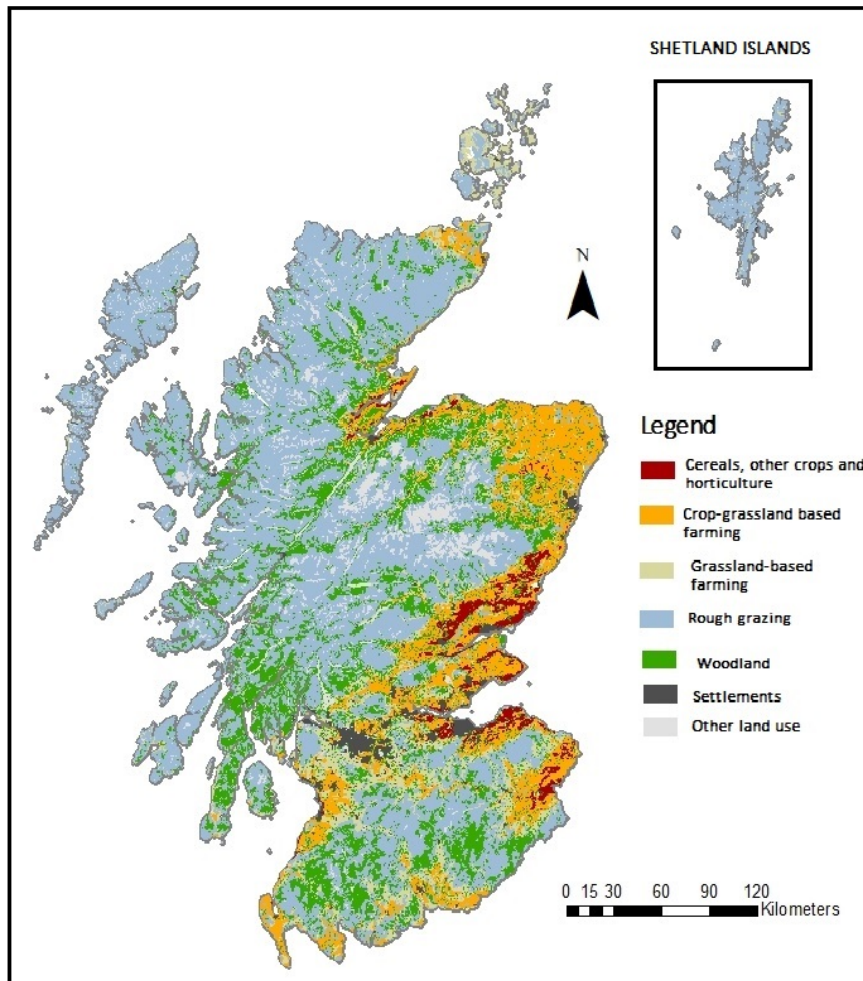 SHETLAND ISLANDS
N
Legend
Cereals, other crops and
horticulture
Crop-grassland based
farming
Grassland-based
farming
Rough grazing
Woodland
Settlements
Other land use
0 15 30 60 90 120
Kilometers